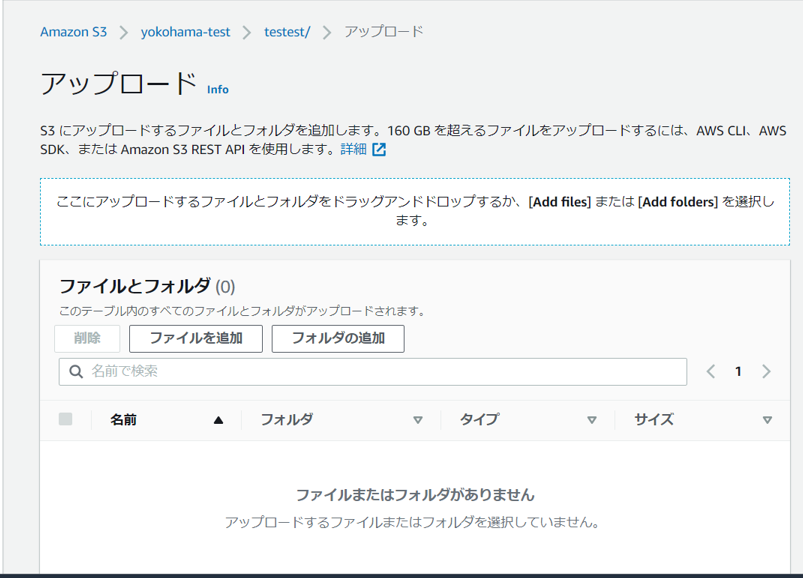 Amazon S3 > yokohama-test > testest/ > アップロード
アップロード Info
S3 にアップロードするファイルとフォルダを追加します。160 GB を超えるファイルをアップロードするには、AWS CLI、AWS
SDK、または Amazon S3 REST API を使用します。詳細
ここにアップロードするファイルとフォルダをドラッグアンドドロップするか、[Add files] または [Add folders] を選択し
ます。
ファイルとフォルダ (0)
このテーブル内のすべてのファイルとフォルダがアップロードされます。
削除 ファイルを追加 フォルダの追加
名前で検索 < 1 >
名前 フォルダ タイプ サイズ
ファイルまたはフォルダがありません
アップロードするファイルまたはフォルダを選択していません。